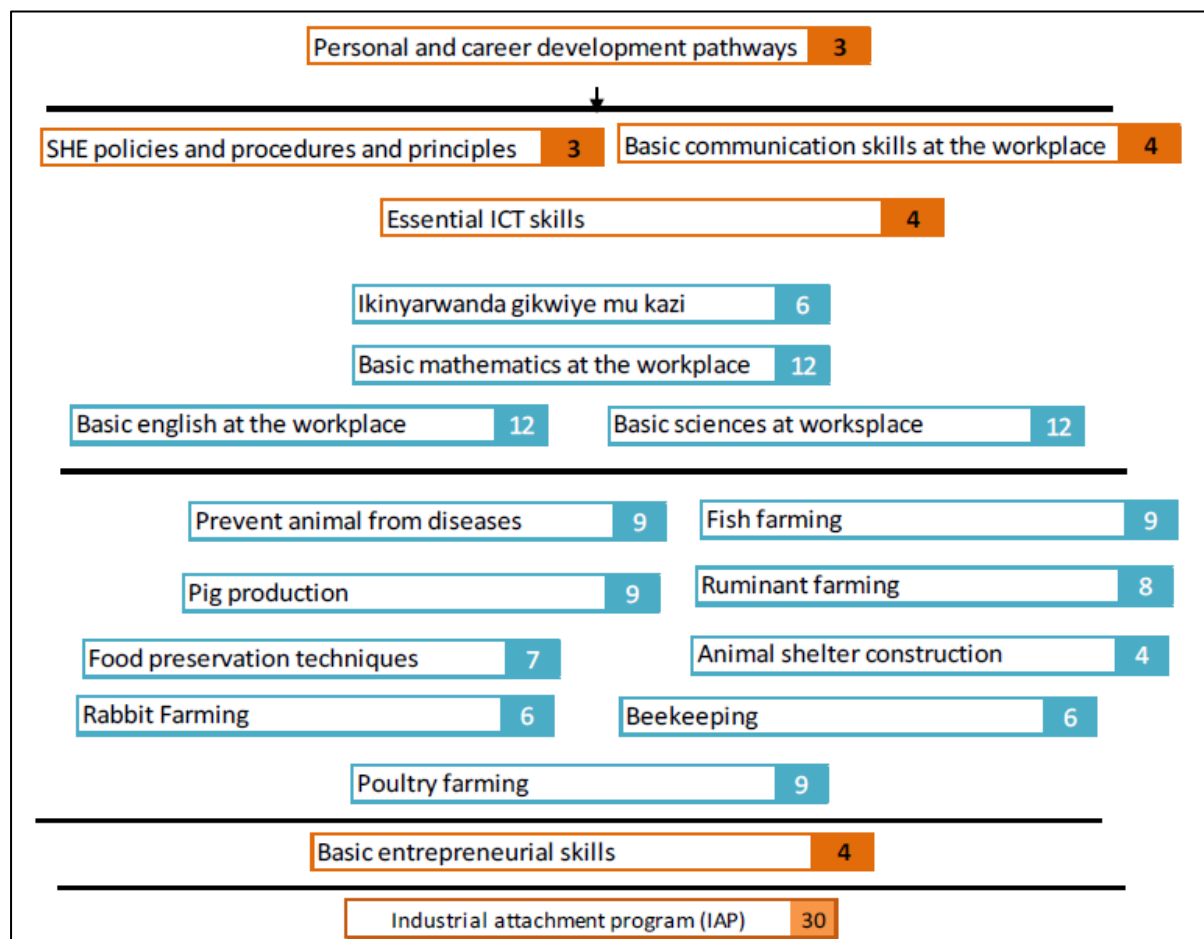 Personal and career development pathways 3
SHE policies and procedures and principles 3
Basic communication skills at the workplace 4
Essential ICT skills 4
Ikinyarwanda gikwiye mu kazi 6
Basic mathematics at the workplace 12
Basic english at the workplace 12
Basic sciences at worksplace 12
Prevent animal from diseases 9
Fish farming 9
Pig production 9
Ruminant farming 8
Food preservation techniques 7
Animal shelter construction 4
Rabbit Farming 6
Beekeeping 6
Poultry farming 9
Basic entrepreneurial skills 4
Industrial attachment program (IAP) 30